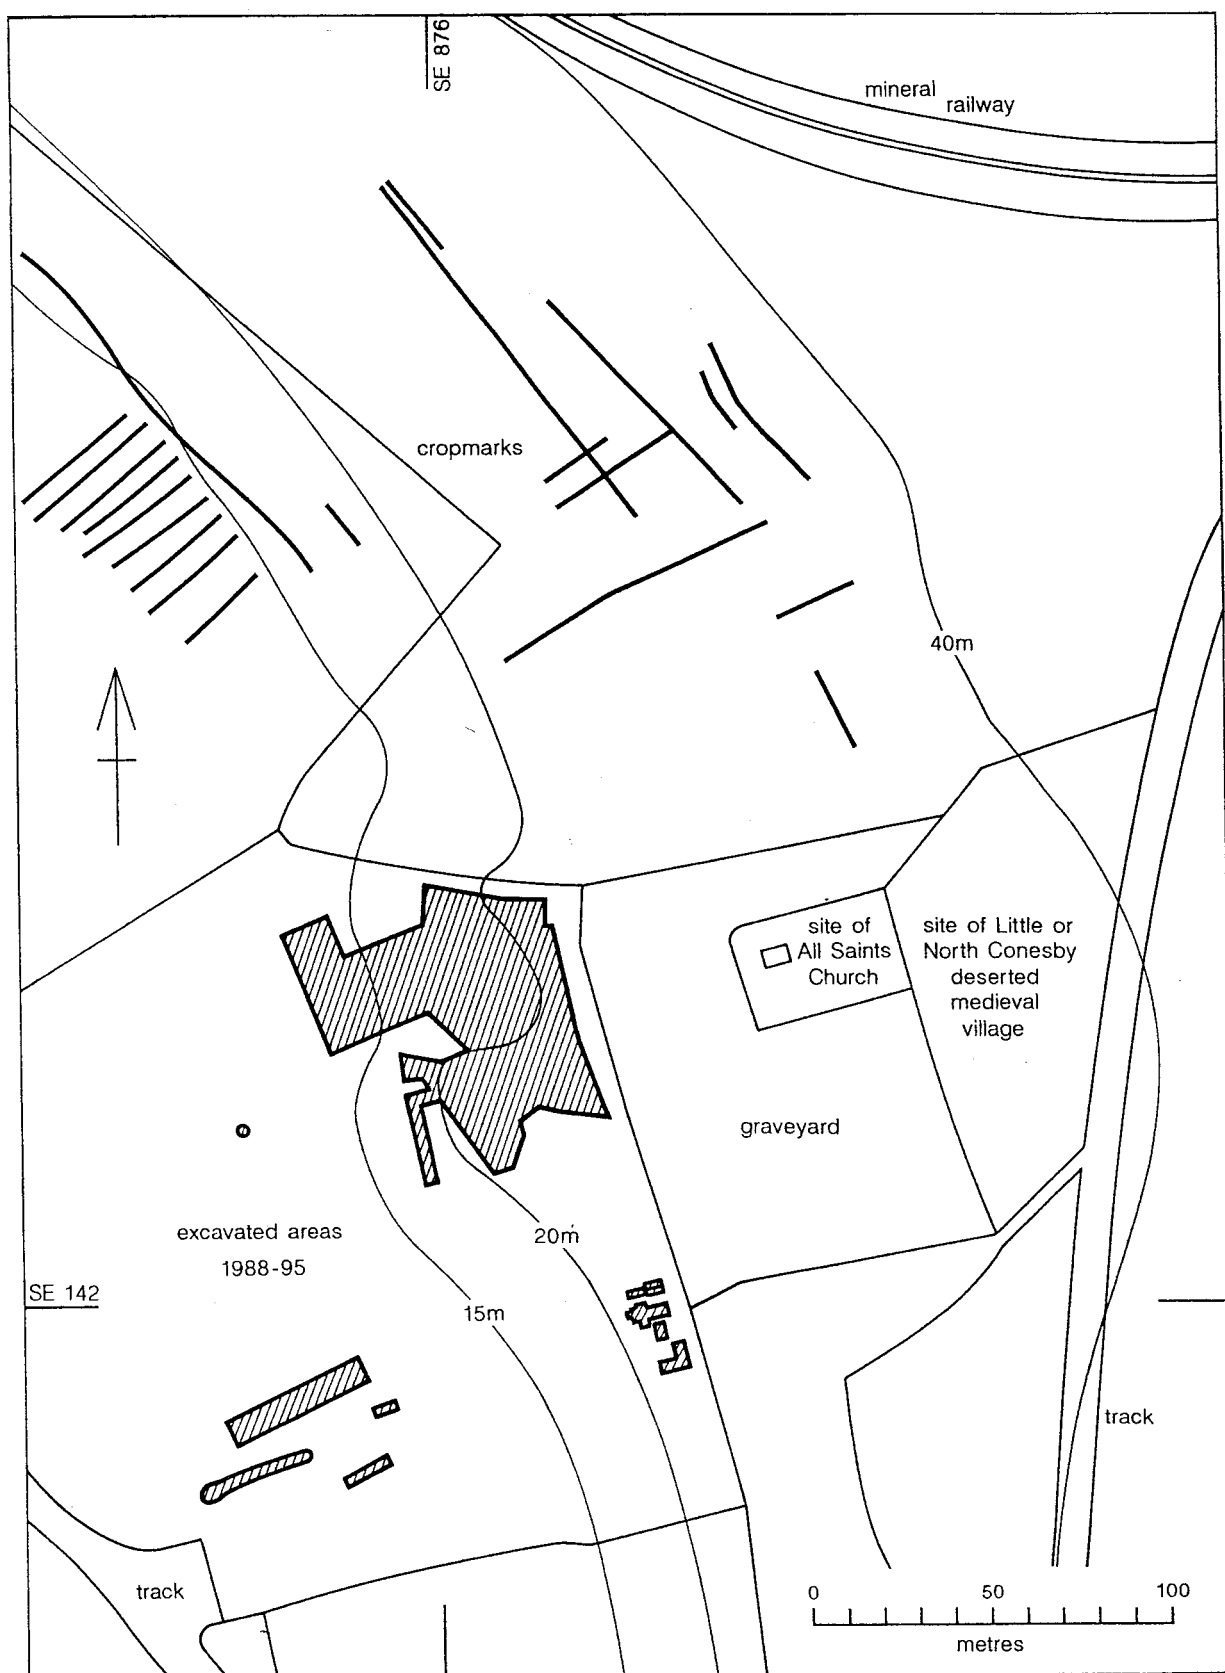 SE 876
mineral
railway
cropmarks
40m
site of
All Saints
Church
site of Little or
North Conesby
deserted
medieval
village
graveyard
excavated areas
1988-95
20m
SE 142
15m
track
track
0 50 100
metres